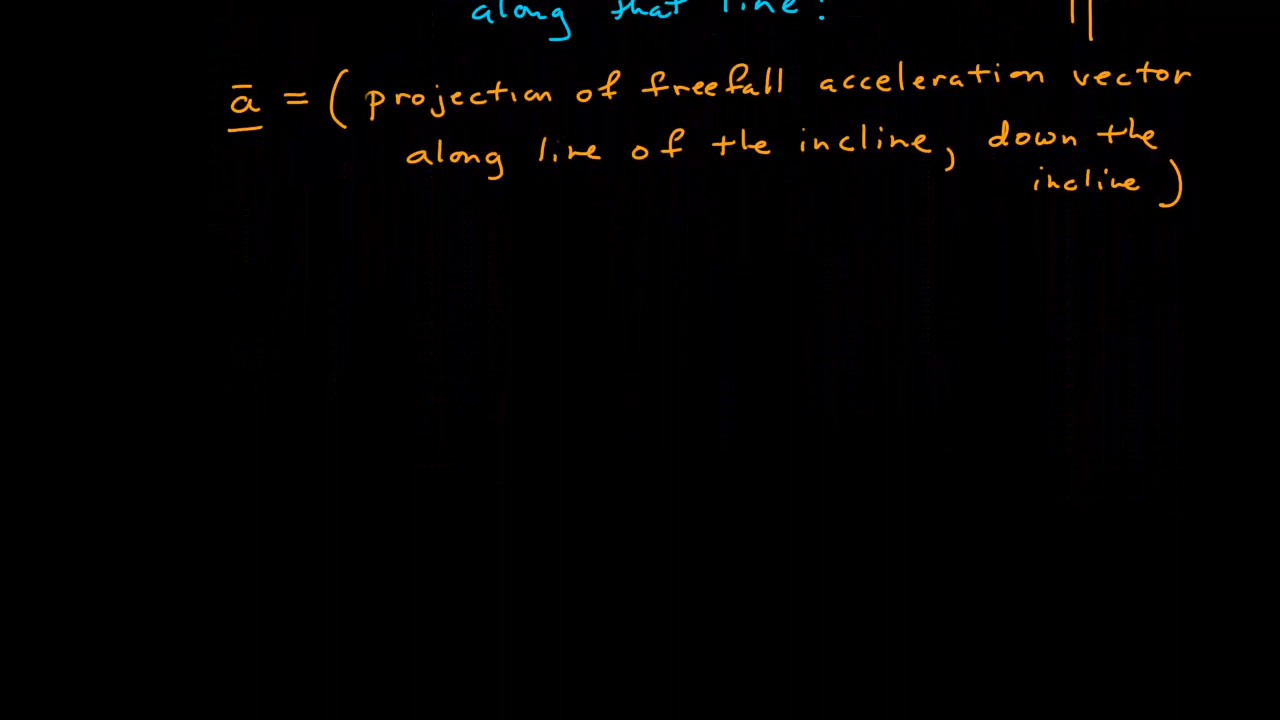 along that line:
ā = (projection of freefall acceleration vector
along line of the incline, down the
incline)